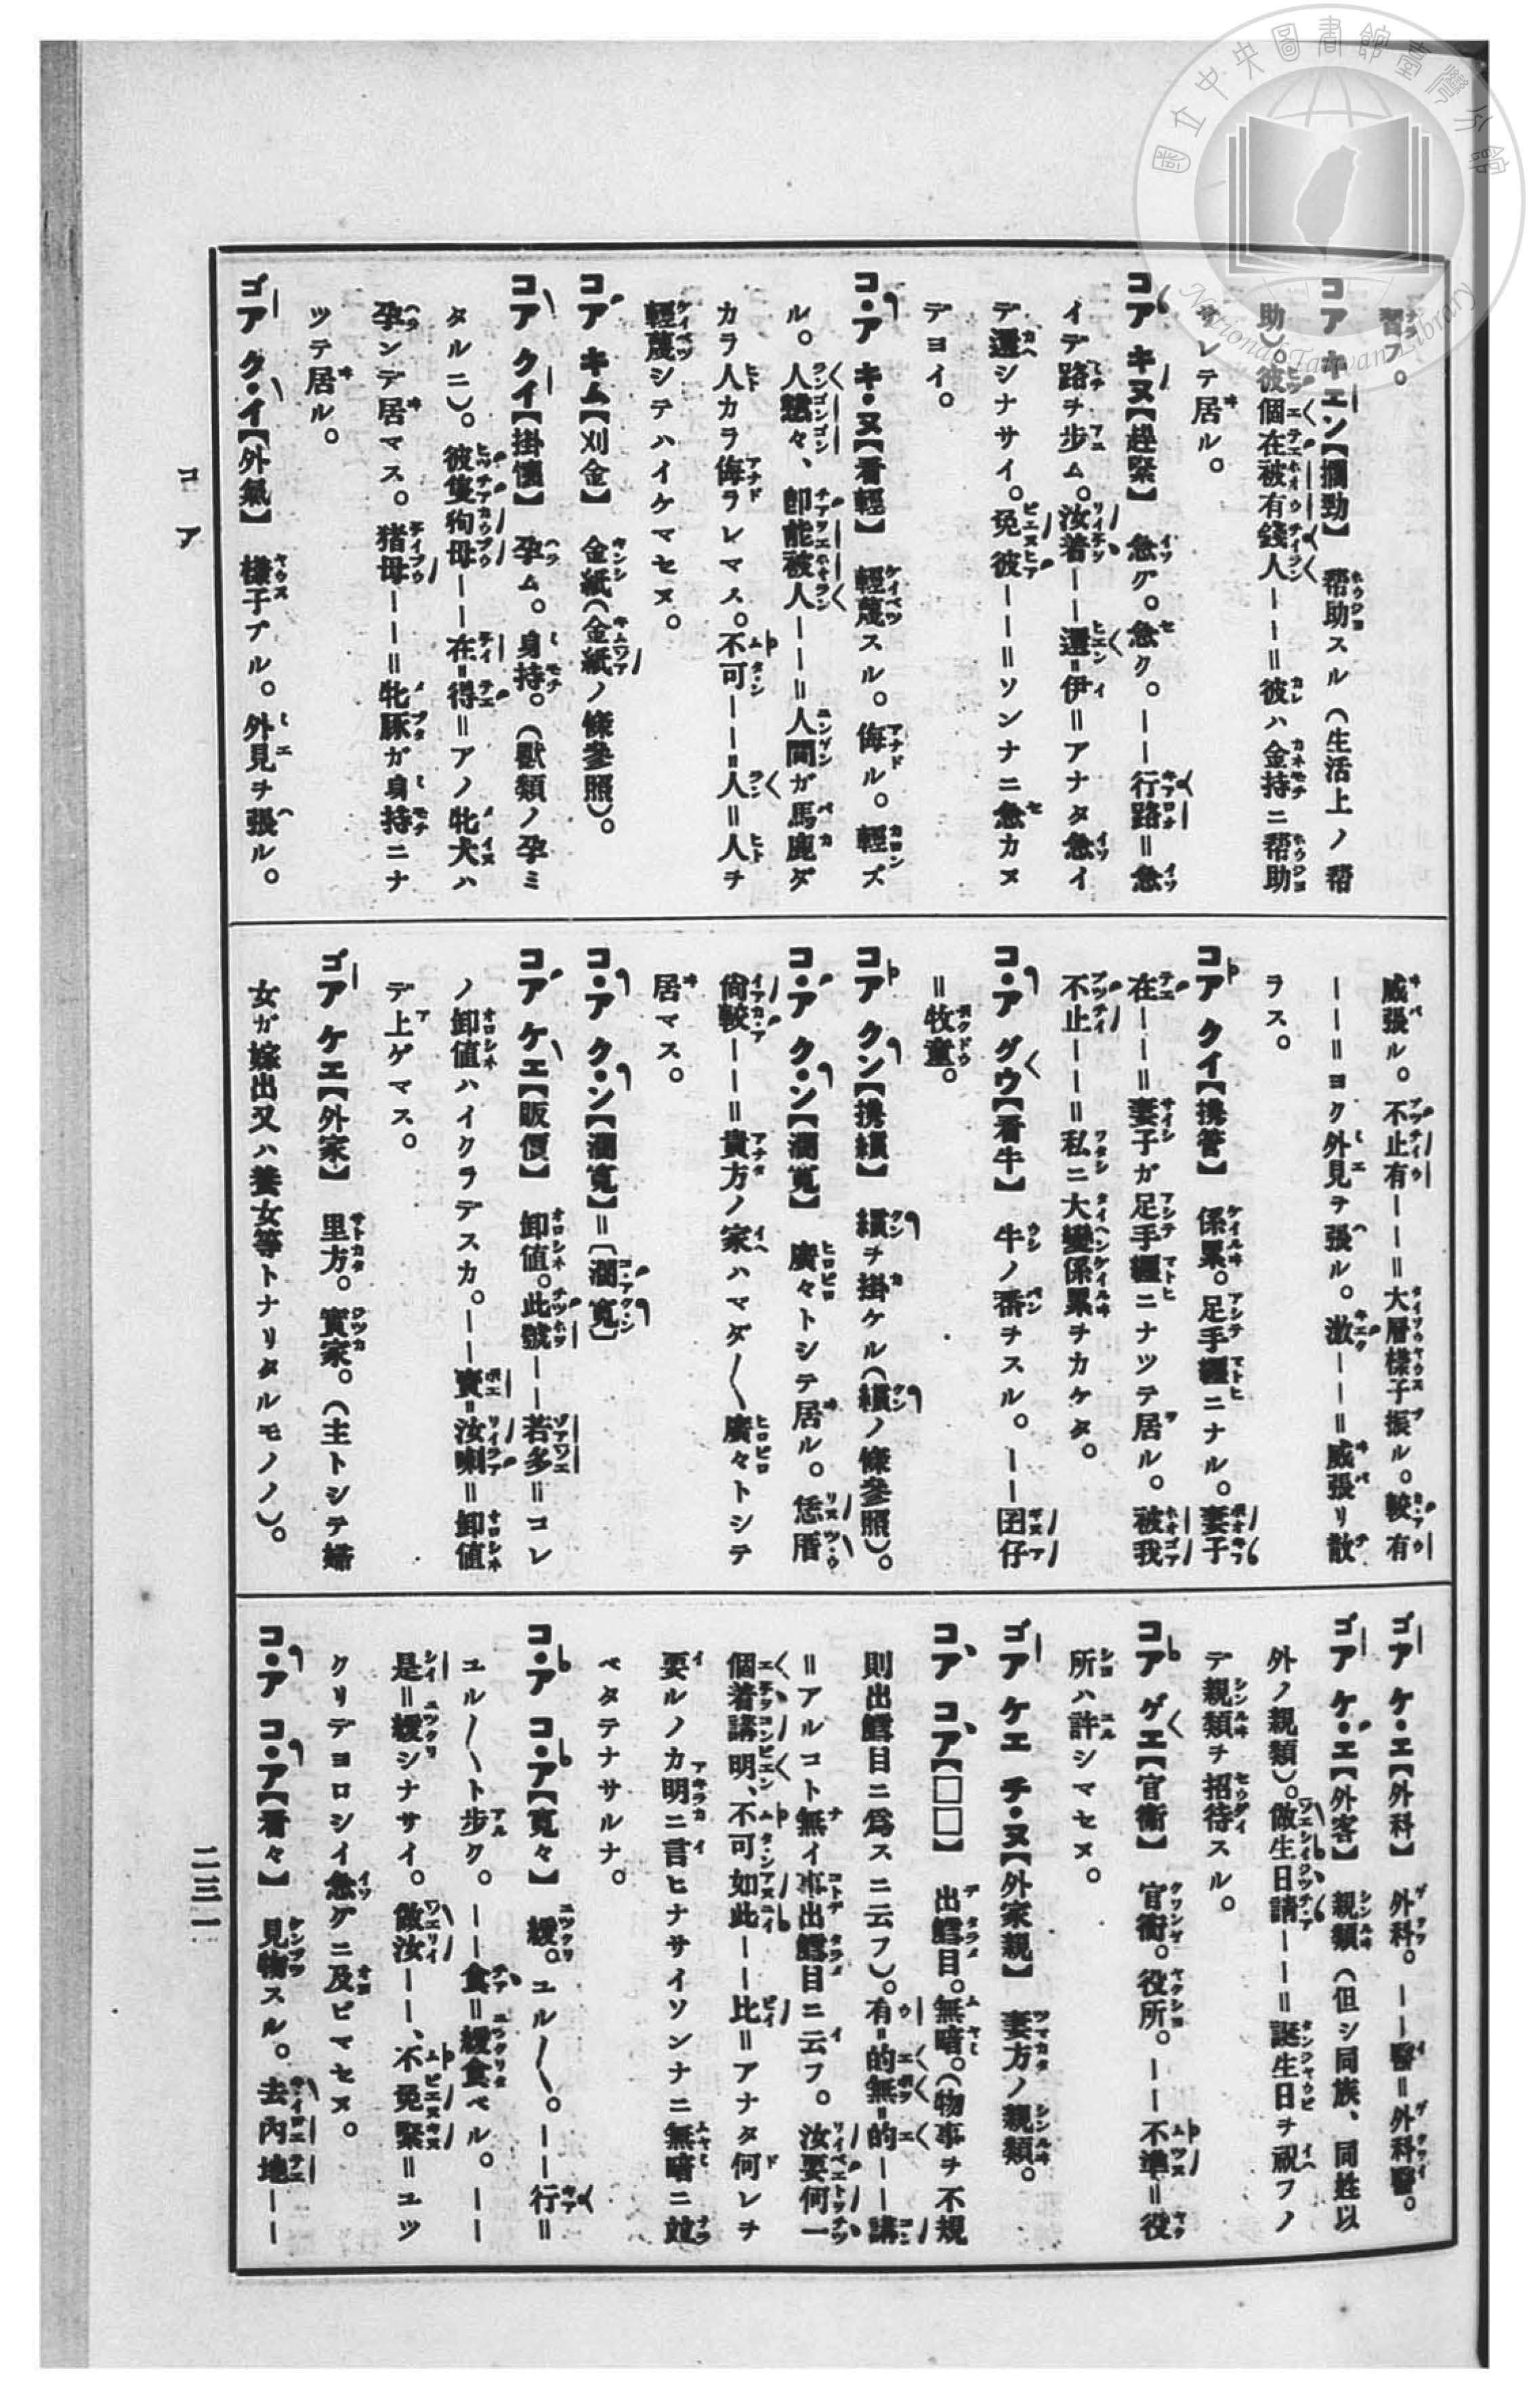 習フ。
コア キエン【摑勁】 幇助スル（生活上ノ幇
助）。彼個在被有錢人——＝彼ハ金持ニ幇助
サレテ居ル。
コア キヌ【趕緊】 急グ。急ク。——行路＝急
イデ路ヲ歩ム。汝着——還＝伊＝アナタ急イ
デ還シナサイ。免彼——＝ソンナニ急カヌ
デヨイ。
コ・ア キ・ヌ【看輕】 輕蔑スル。侮ル。輕ズ
ル。人戇々、卽能被人——＝人間ガ馬鹿ダ
カラ人カラ侮ラレマス。不可——＝人＝人ヲ
輕蔑シテハイケマセヌ。
コア キム【刈金】 金紙（金紙ノ條參照）。
コア クイ【掛懷】 孕ム。身持。（獸類ノ孕ミ
タルニ）。彼隻狗母——在＝得＝アノ牝犬ハ
孕ンデ居マス。猪母——＝牝豚ガ身持ニナ
ツテ居ル。
ゴア ク・イ【外氣】 樣子ブル。外見ヲ張ル。
威張ル。不止有——＝大層樣子振ル。較有
——＝ヨク外見ヲ張ル。激——＝威張リ散
ラス。
コア クイ【携管】 係累。足手纒ニナル。妻子
在——＝妻子ガ足手纒ニナツテ居ル。被我
不止——＝私ニ大變係累ヲカケタ。
コ・ア グウ【看牛】 牛ノ番ヲスル。——囝仔
＝牧童。
コア クン【携纐】 纐ヲ掛ケル（纐ノ條參照）。
コ・ア ク・ン【濶寬】 廣々トシテ居ル。恁厝
尙較——＝貴方ノ家ハマダ〱廣々トシテ
居マス。
コ・ア ク・ン【濶寬】＝〔濶寬〕
コア ケエ【販價】 卸値。此號——若多＝コレ
ノ卸値ハイクラデスカ。——賣＝汝喇＝卸値
デ上ゲマス。
ゴア ケエ【外家】 里方。實家。（主トシテ婦
女ガ嫁出又ハ養女等トナリタルモノノ）。
ゴア ケ・エ【外科】 外科。——醫＝外科醫。
ゴア ケ・エ【外客】 親類（但シ同族、同姓以
外ノ親類）。做生日請——＝誕生日ヲ祝フノ
デ親類ヲ招待スル。
コア ゲエ【官衙】 官衙。役所。——不準＝役
所ハ許シマセヌ。
ゴア ケエ チ・ヌ【外家親】 妻方ノ親類。
コア コア【□□】 出鱈目。無暗。（物事ヲ不規
則出鱈目ニ爲スニ云フ）。有＝的無＝的——講
＝アルコト無イ事出鱈目ニ云フ。汝要何一
個着講明、不可如此——比＝アナタ何レヲ
要ルノカ明ニ言ヒナサイソンナニ無暗ニ竝
ベタテナサルナ。
コ・ア コ・ア【寬々】 緩。ユル〱。——行＝
ユル〱ト步ク。——食＝緩食ベル。——
是＝緩シナサイ。做汝——、不免緊＝ユツ
クリデヨロシイ急グニ及ビマセヌ。
コ・ア コ・ア【看々】 見物スル。去內地——
コア
二三一
國立中央圖書館臺灣分館
National Taiwan Library